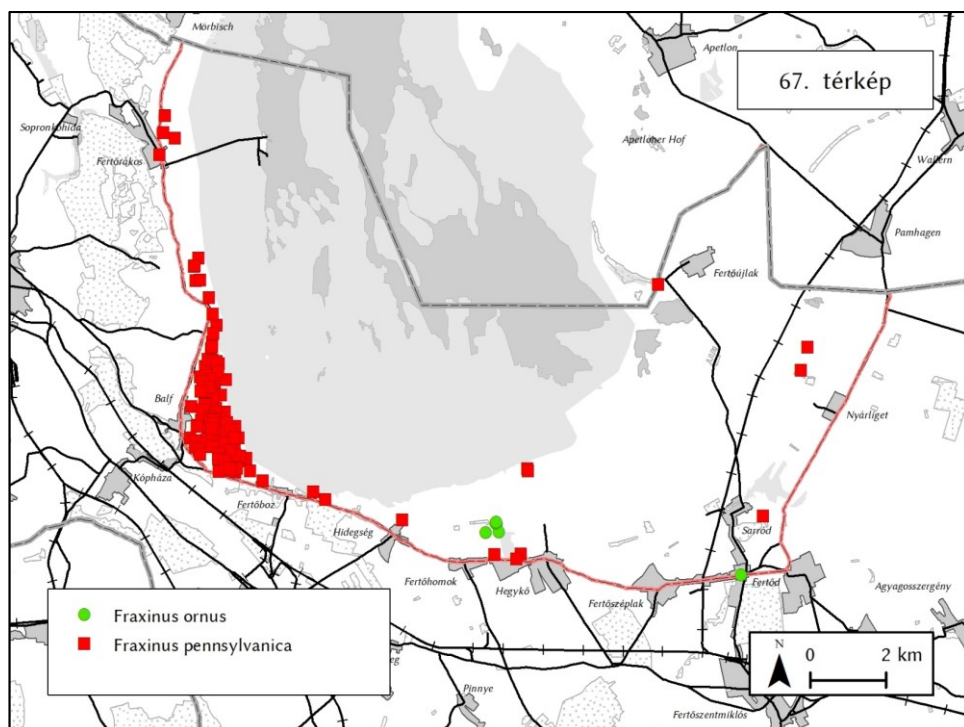 Mörbisch
Apetlon
67. térkép
Sopronkőhida
Fertőrákos
Apetloner Hof
Wallern
Pamhagen
Fertőújlak
Balf
Nyárliget
Kópháza
Fertőboz
Hidegség
Sarród
Fertőhomok
Hegykő
Fertőszéplak
Fertőd
Agyagosszergény
Fraxinus ornus
Fraxinus pennsylvanica
Pinnye
Fertőszentmiklós
N
0 2 km